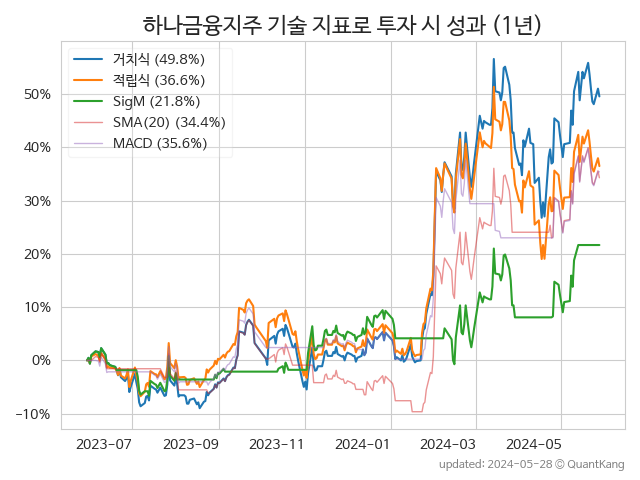 하나금융지주 기술 지표로 투자 시 성과 (1년)
거치식 (49.8%)
적립식 (36.6%)
SigM (21.8%)
SMA(20) (34.4%)
MACD (35.6%)
50%
40%
30%
20%
10%
0%
−10%
2023-07 2023-09 2023-11 2024-01 2024-03 2024-05
updated: 2024-05-28 © QuantKang